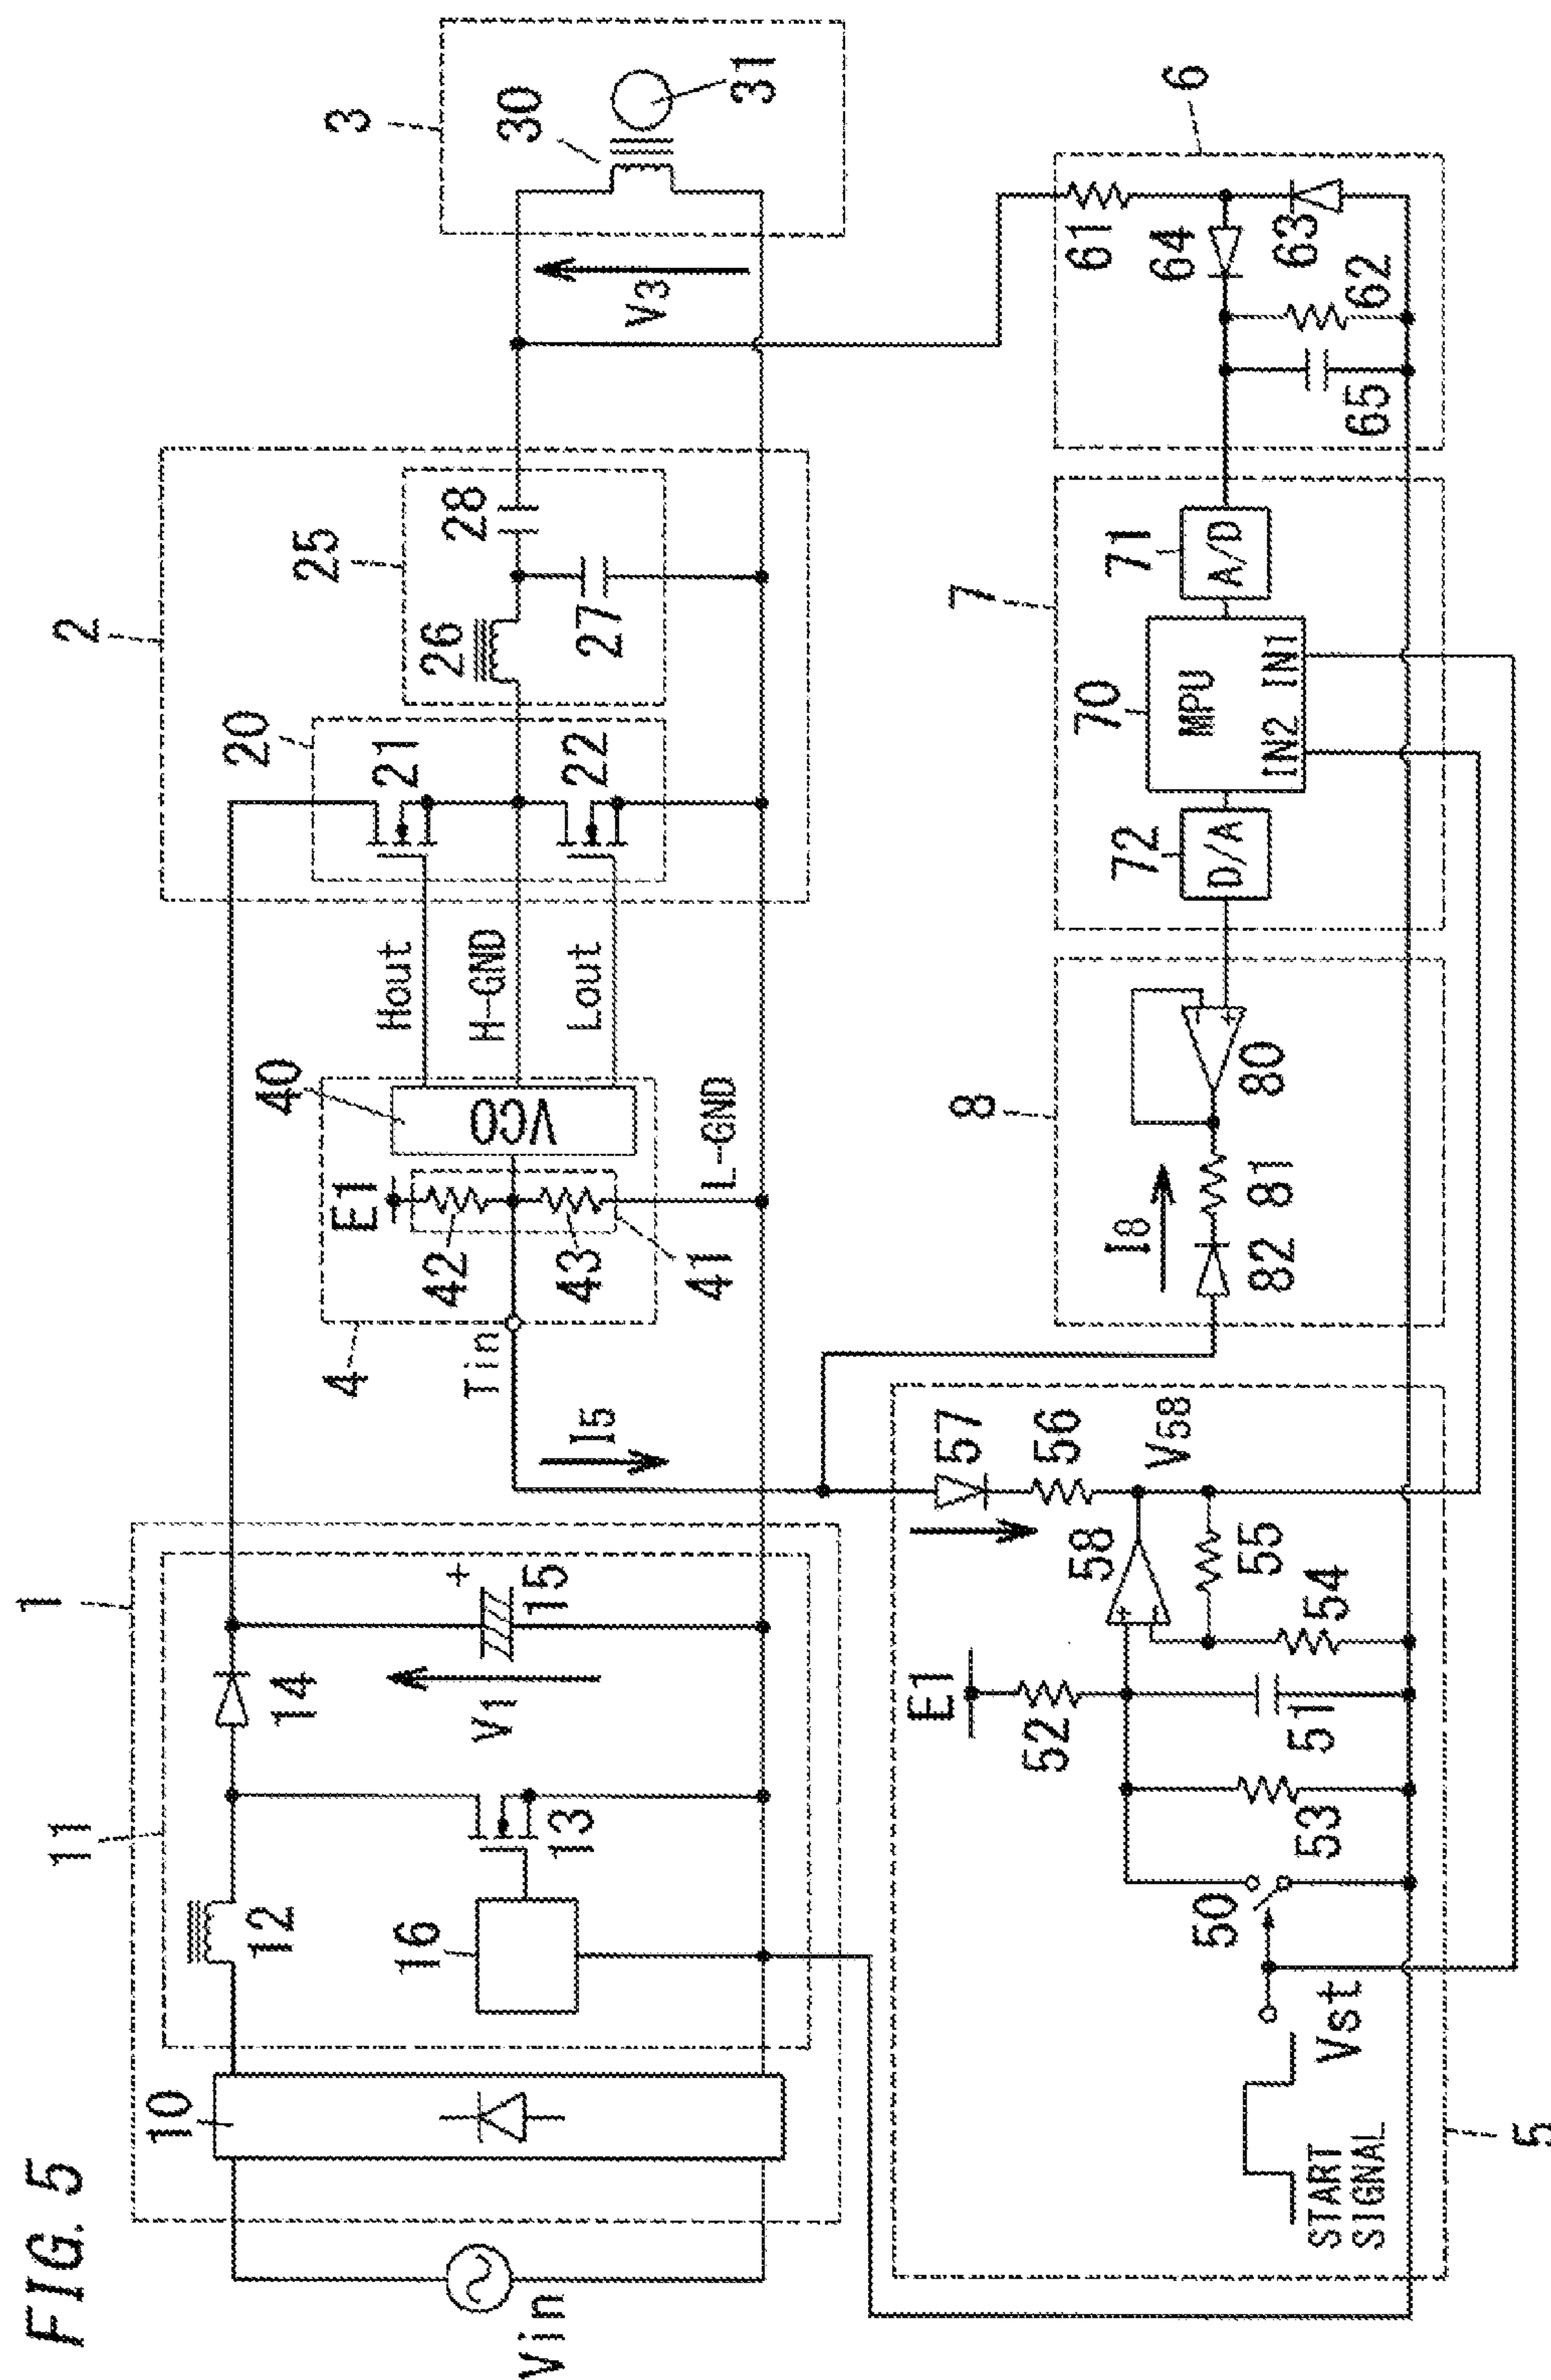 FIG. 5
1
11
10
12
14
16
13
V1
+
15
Vin
2
20
21
22
25
26
27
28
Hout
H-GND
Lout
L-GND
4
40
VCO
E1
42
43
41
Tin
I5
3
30
31
V3
5
START
SIGNAL
Vst
50
53
E1
52
51
54
55
58
57
56
V58
8
I8
82
81
80
+
7
72
D/A
70
MPU
IN2
IN1
71
A/D
6
61
64
63
62
65